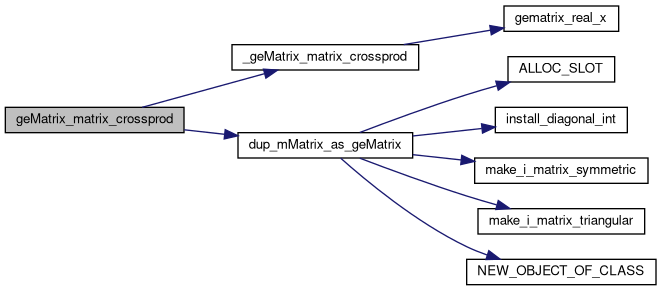 gematrix_real_x
_geMatrix_matrix_crossprod
ALLOC_SLOT
geMatrix_matrix_crossprod
install_diagonal_int
dup_mMatrix_as_geMatrix
make_i_matrix_symmetric
make_i_matrix_triangular
NEW_OBJECT_OF_CLASS